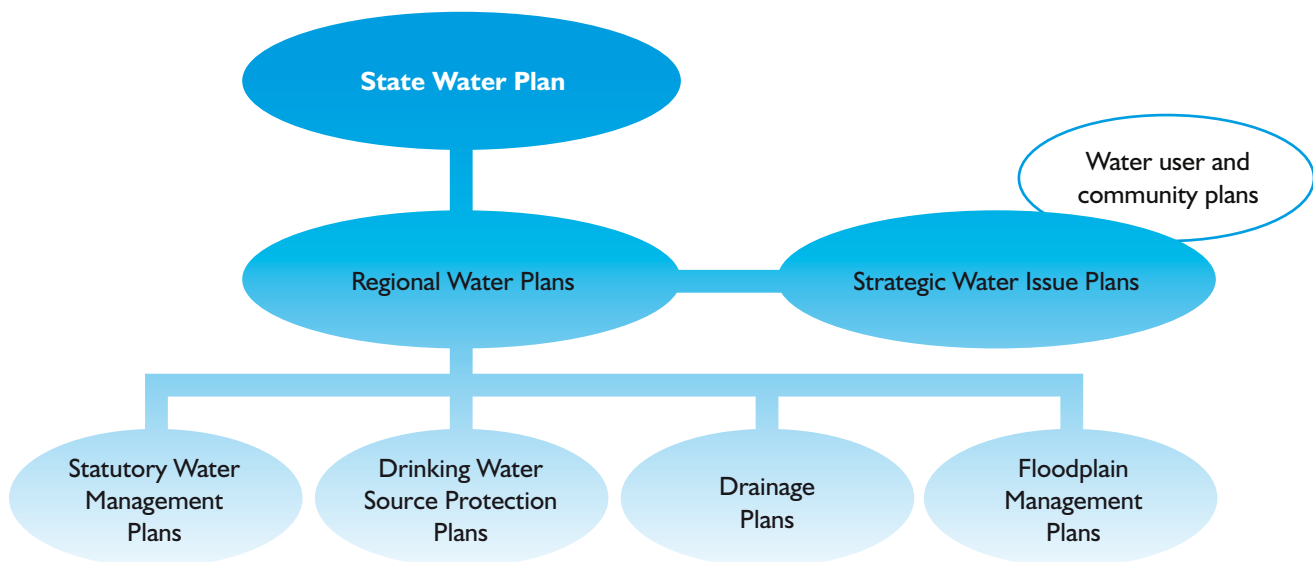 State Water Plan
Water user and
community plans
Regional Water Plans
Strategic Water Issue Plans
Statutory Water
Management
Plans
Drinking Water
Source Protection
Plans
Drainage
Plans
Floodplain
Management
Plans